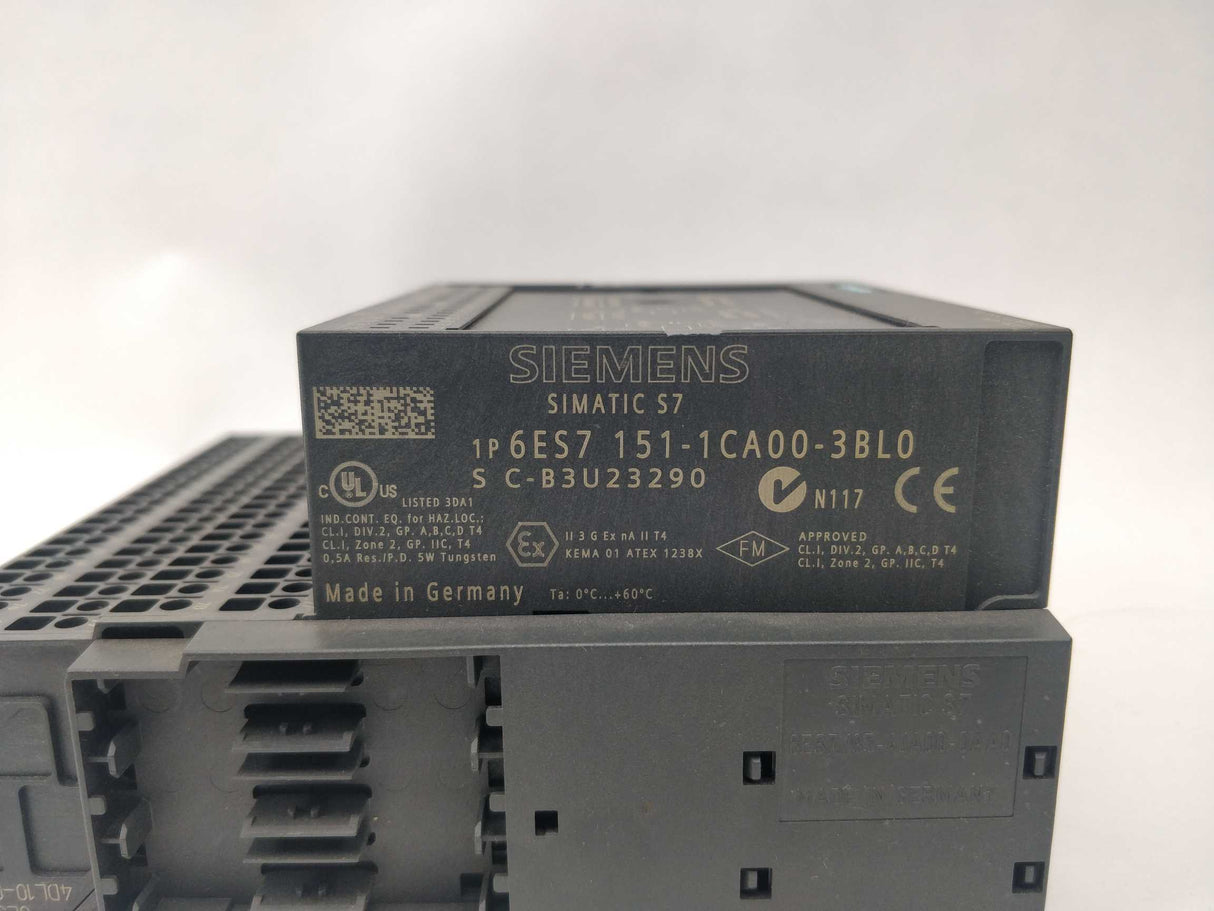 SIEMENS
SIMATIC S7
1P 6ES7 151-1CA00-3BL0
S C-B3U23290
N117
CE
C UL US
LISTED 3DA1
IND.CONT. EQ. for HAZ.LOC.:
CL.I, DIV.2, GP. A,B,C,D T4
CL.I, Zone 2, GP. IIC, T4
0,5A Res./P.D. 5W Tungsten
Ex
II 3 G Ex nA II T4
KEMA 01 ATEX 1238X
FM
APPROVED
CL.I, DIV.2, GP. A,B,C,D T4
CL.I, Zone 2, GP. IIC, T4
Made in Germany
Ta: 0°C...+60°C
SIEMENS
SIMATIC S7
MADE IN GERMANY